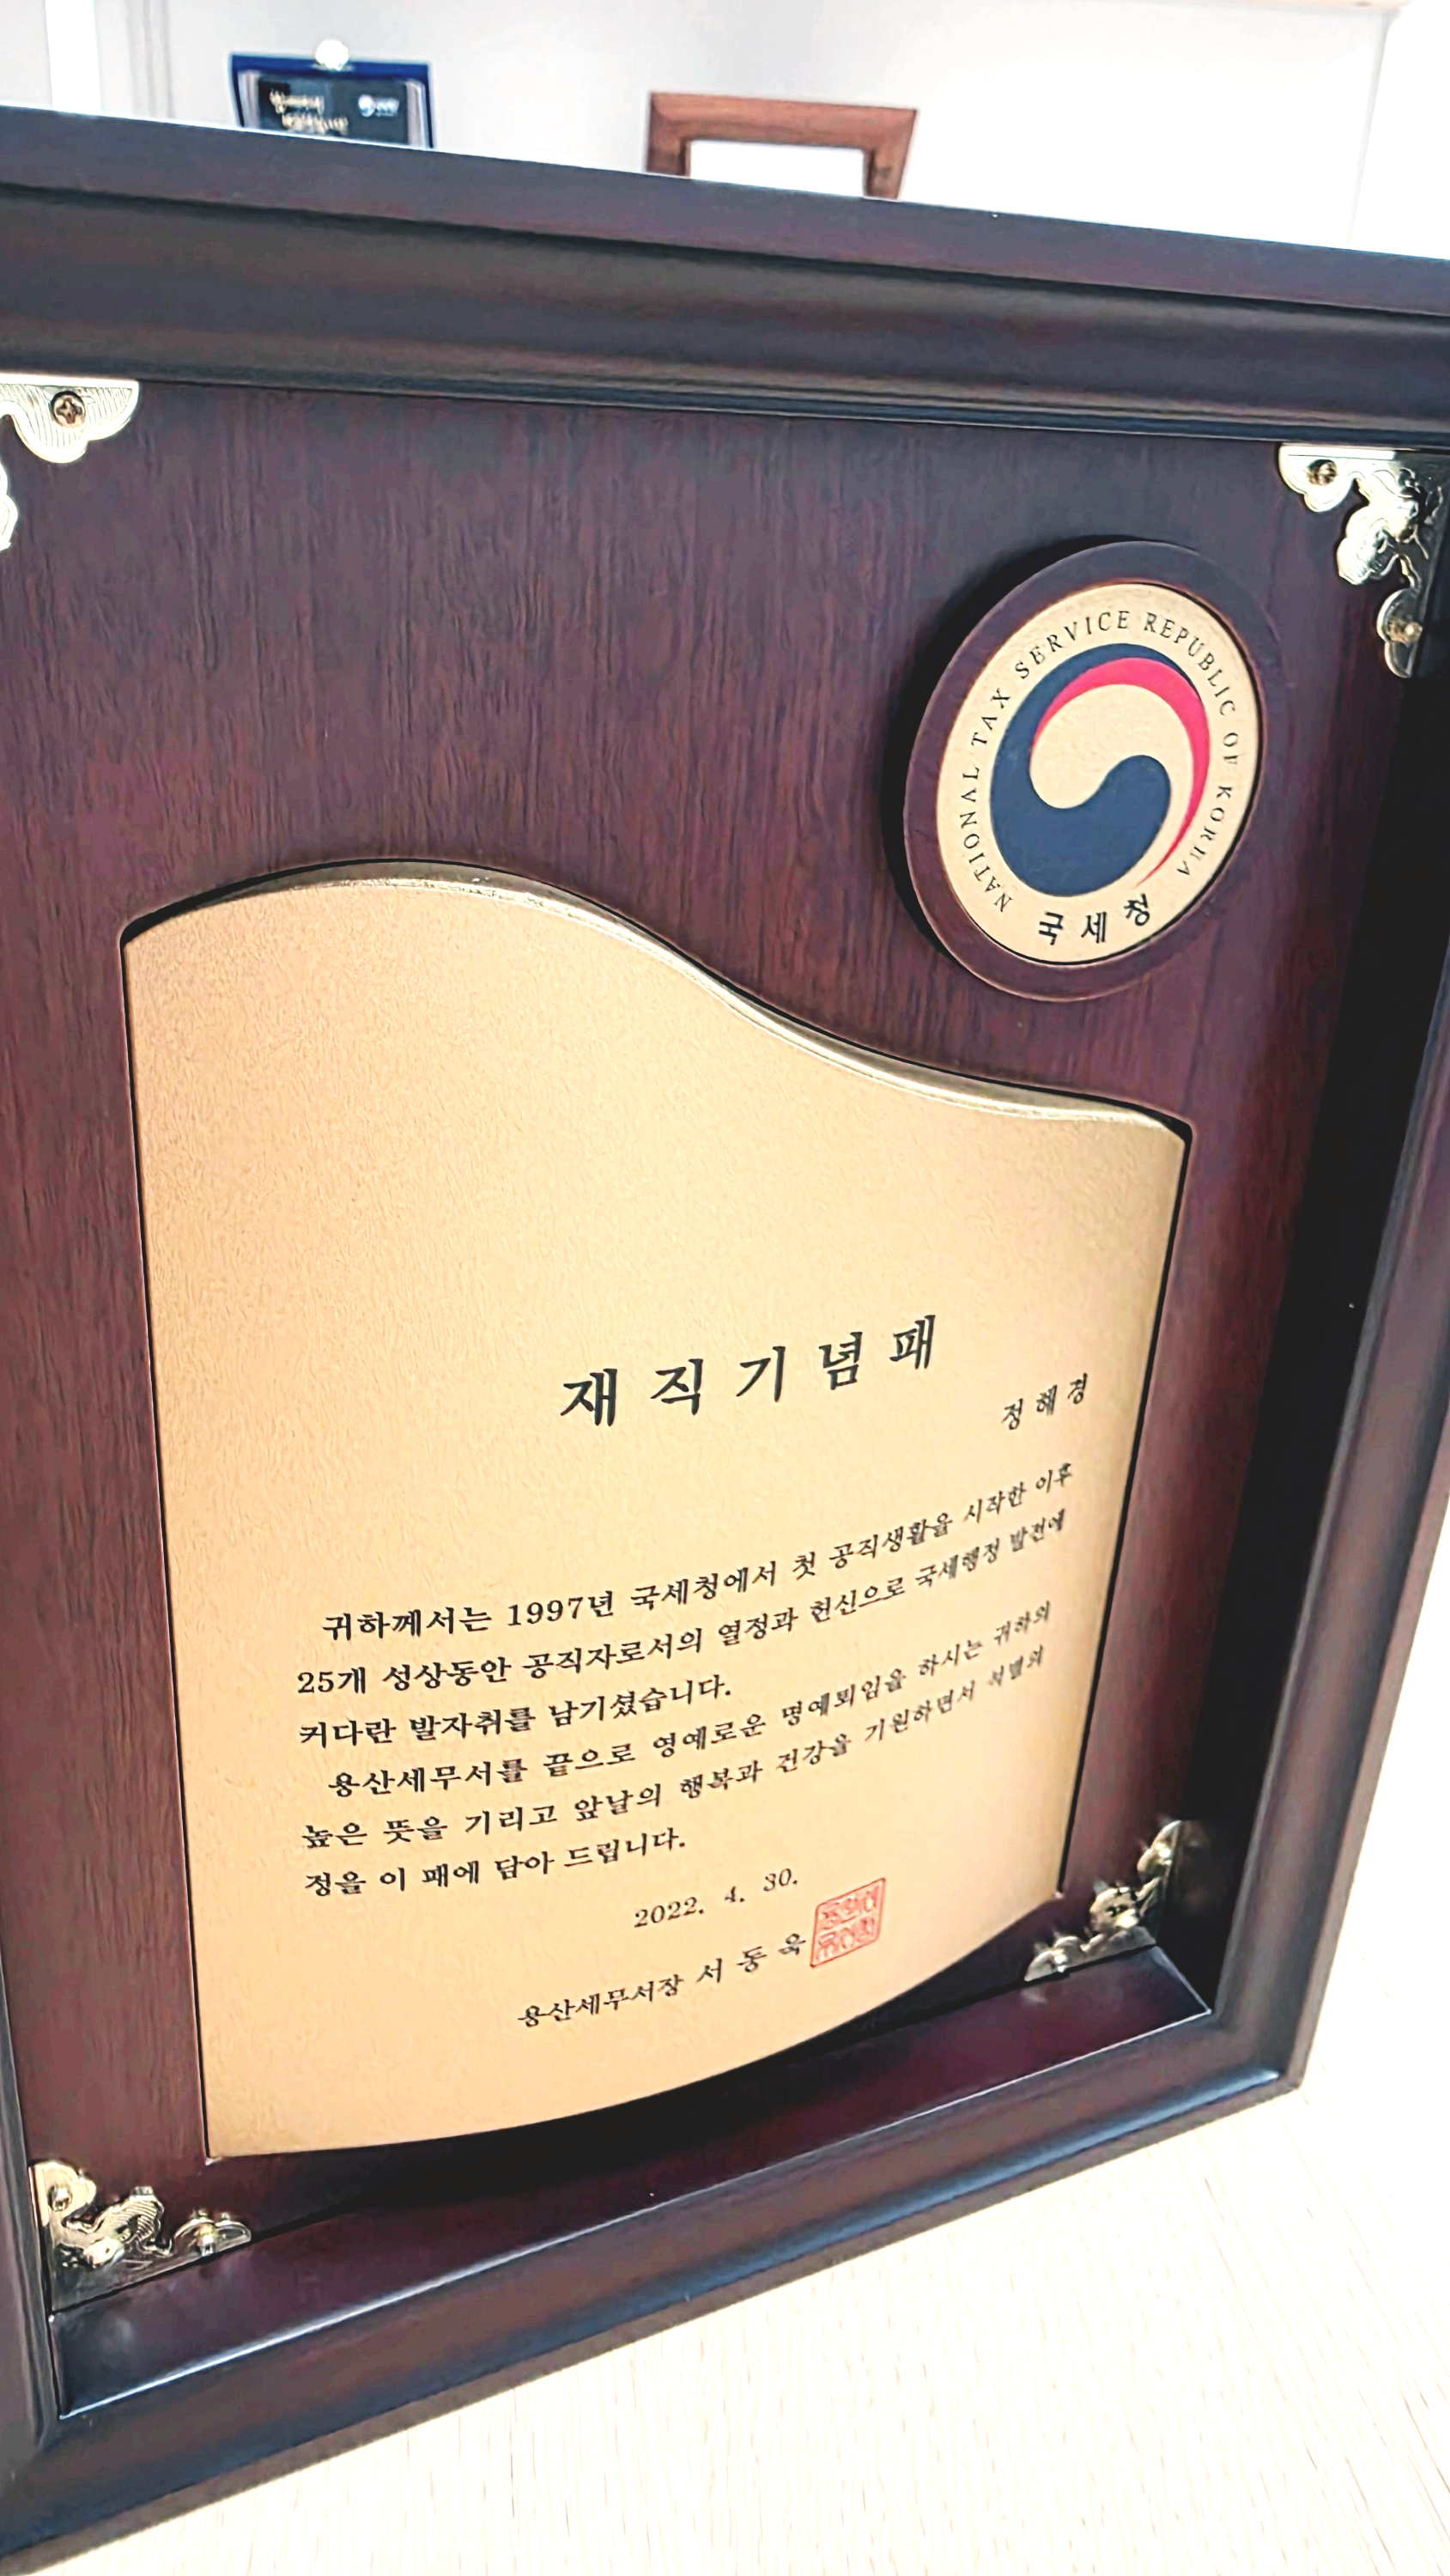 NATIONAL TAX SERVICE REPUBLIC OF KOREA
국세청
재직기념패
정혜경
귀하께서는 1997년 국세청에서 첫 공직생활을 시작한 이후
25개 성상동안 공직자로서의 열정과 헌신으로 국세행정 발전에
커다란 발자취를 남기셨습니다.
용산세무서를 끝으로 영예로운 명예퇴임을 하시는 귀하의
높은 뜻을 기리고 앞날의 행복과 건강을 기원하면서 석별의
정을 이 패에 담아 드립니다.
2022. 4. 30.
용산세무서장 서동욱